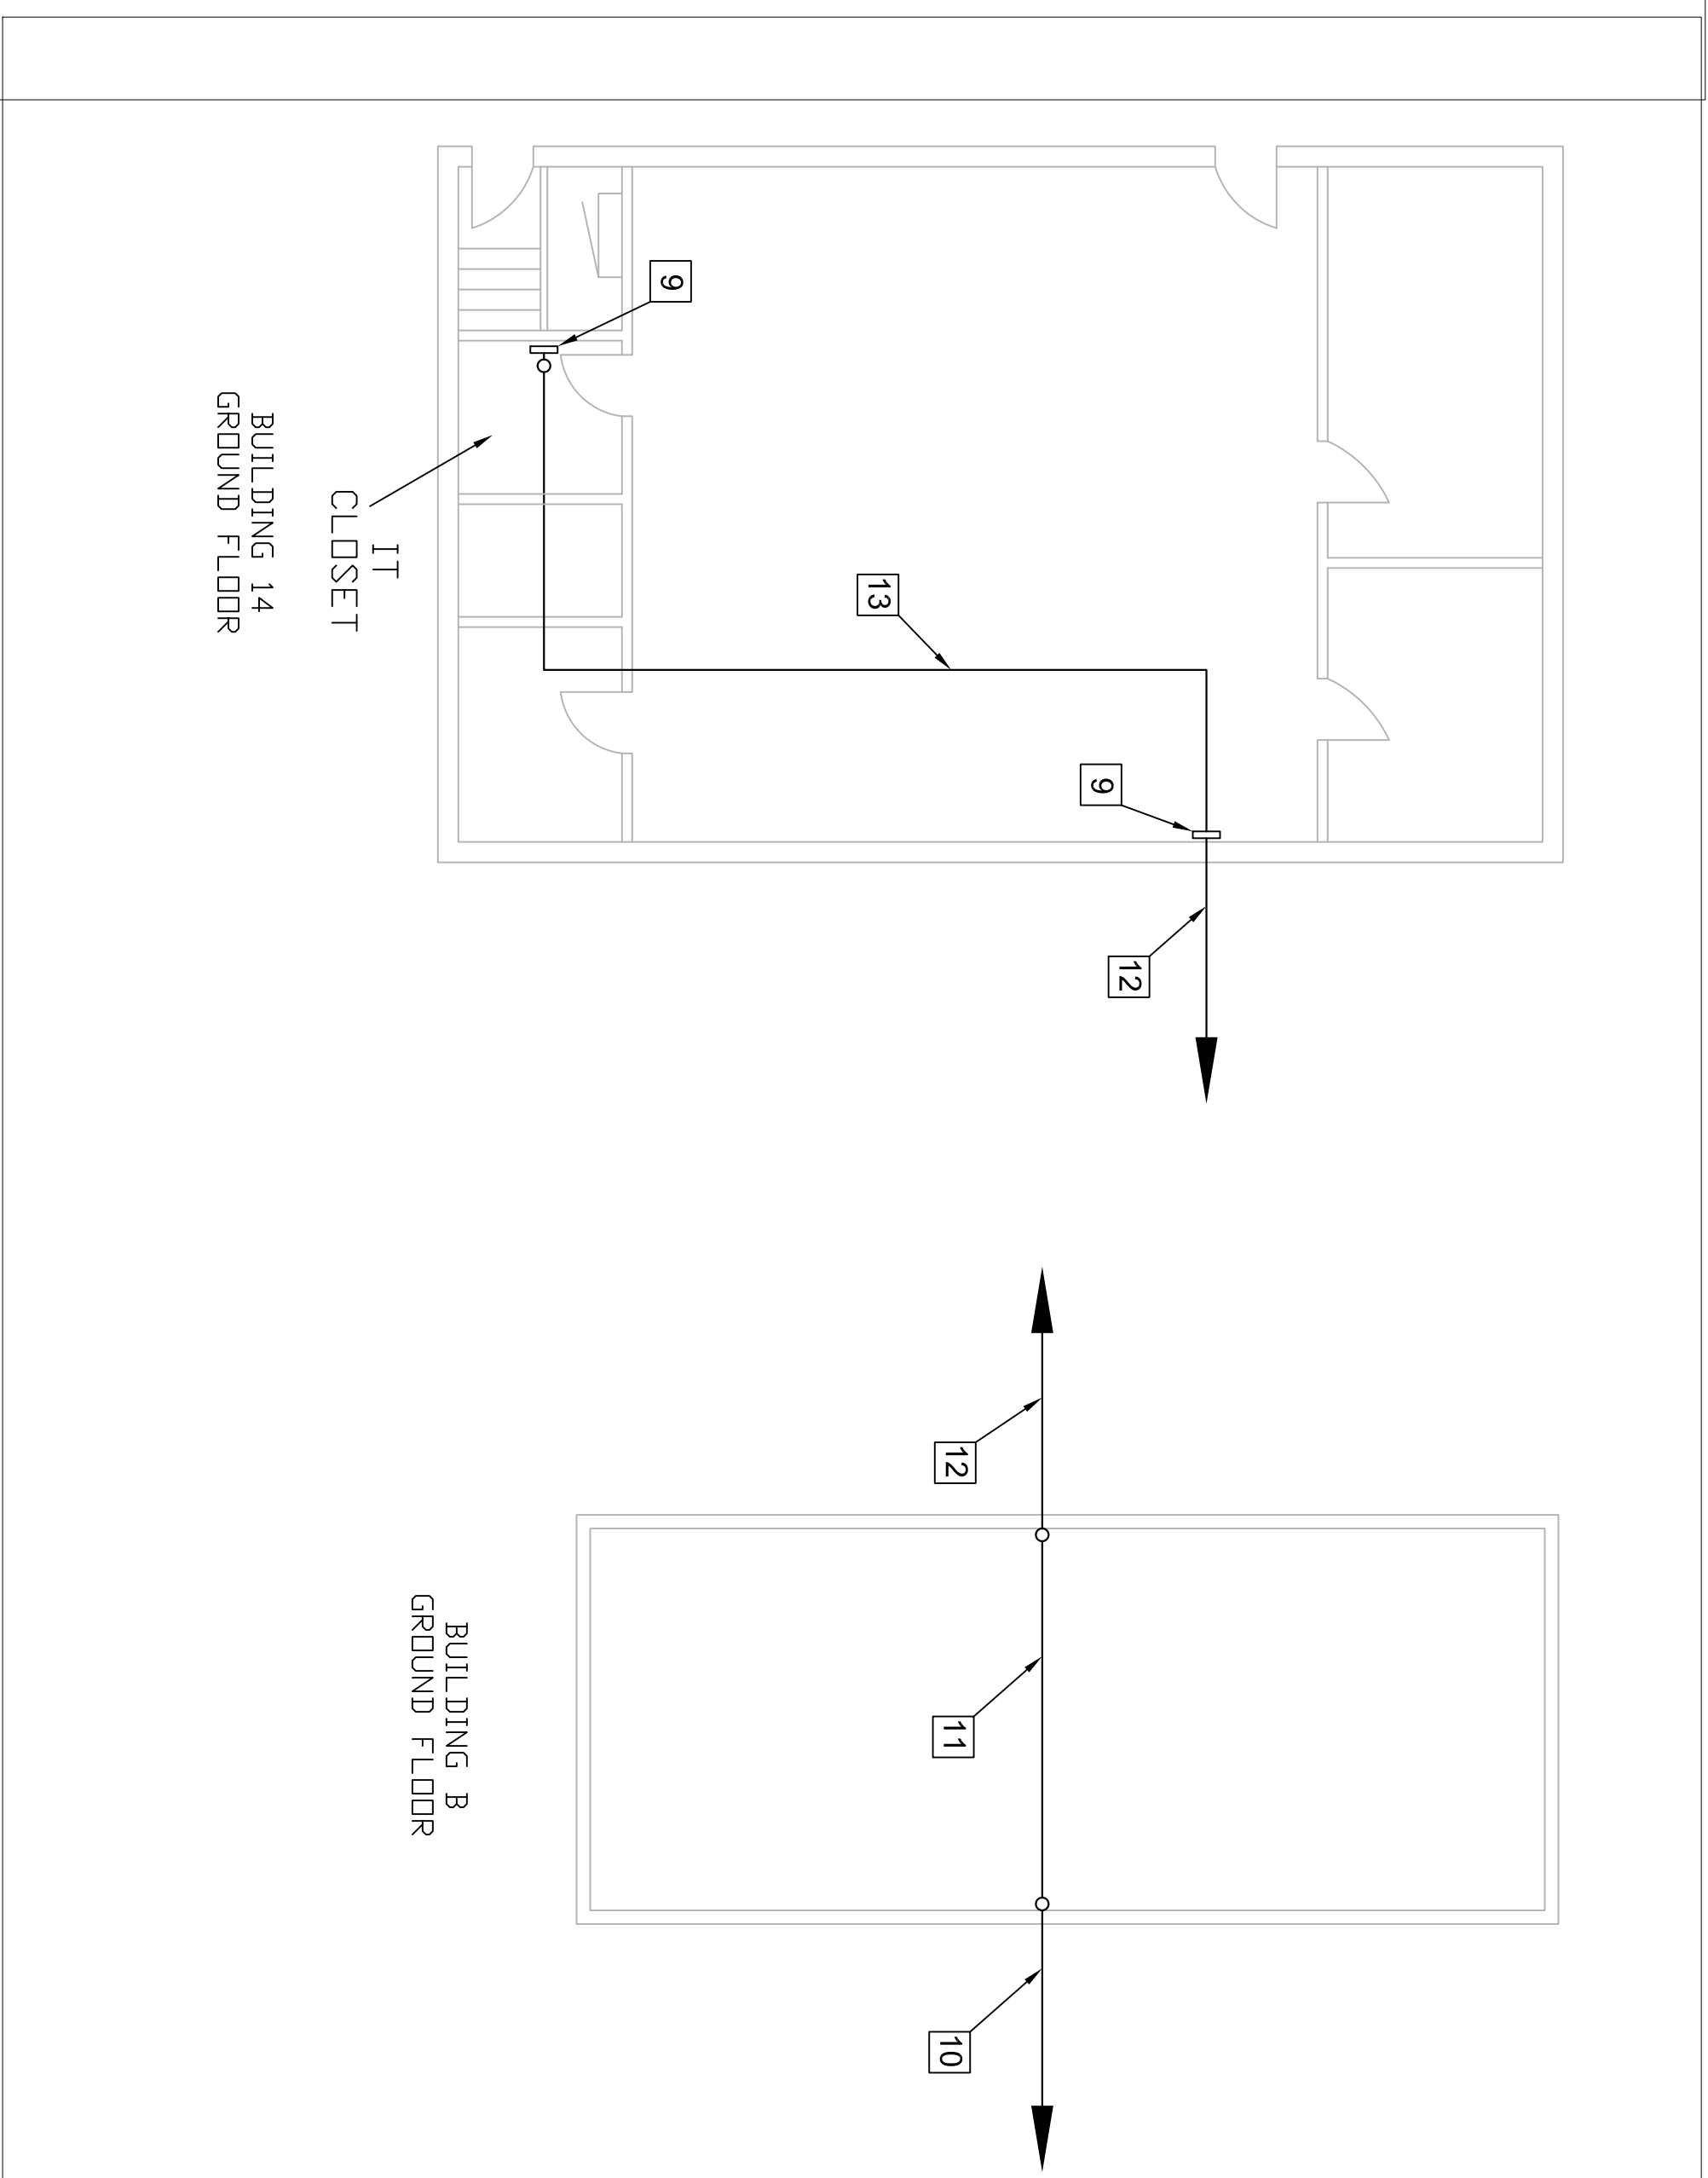 9
13
9
12
IT
CLOSET
BUILDING 14
GROUND FLOOR
12
11
10
BUILDING B
GROUND FLOOR